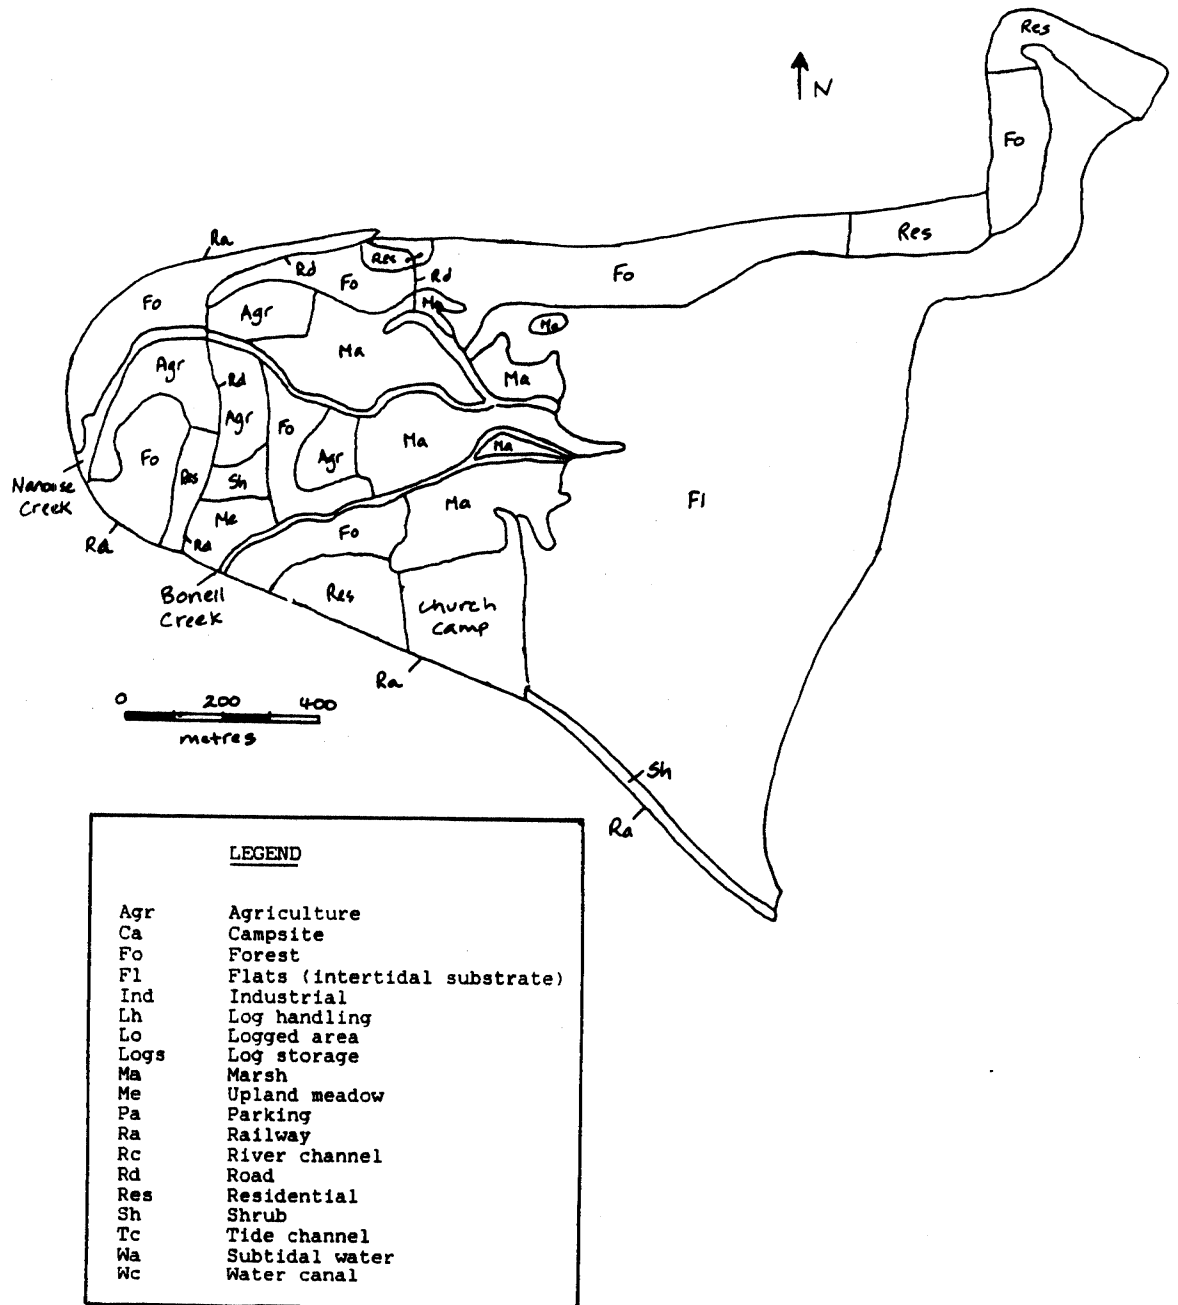 Res
N
Fo
Res
Ra
Rd
Res
Fo
Rd
Fo
Fo
Ma
Agr
Ma
Ma
Agr
Ma
Rd
Agr
Fo
Ma
Ma
Fo
Agr
Res
Sh
Nanoose
Creek
Ma
Fl
Me
Fo
Rd
Rd
Bonell
Creek
Res
Church
Camp
Ra
0 200 400
metres
Sh
Ra
LEGEND
Agr Agriculture
Ca Campsite
Fo Forest
Fl Flats (intertidal substrate)
Ind Industrial
Lh Log handling
Lo Logged area
Logs Log storage
Ma Marsh
Me Upland meadow
Pa Parking
Ra Railway
Rc River channel
Rd Road
Res Residential
Sh Shrub
Tc Tide channel
Wa Subtidal water
Wc Water canal